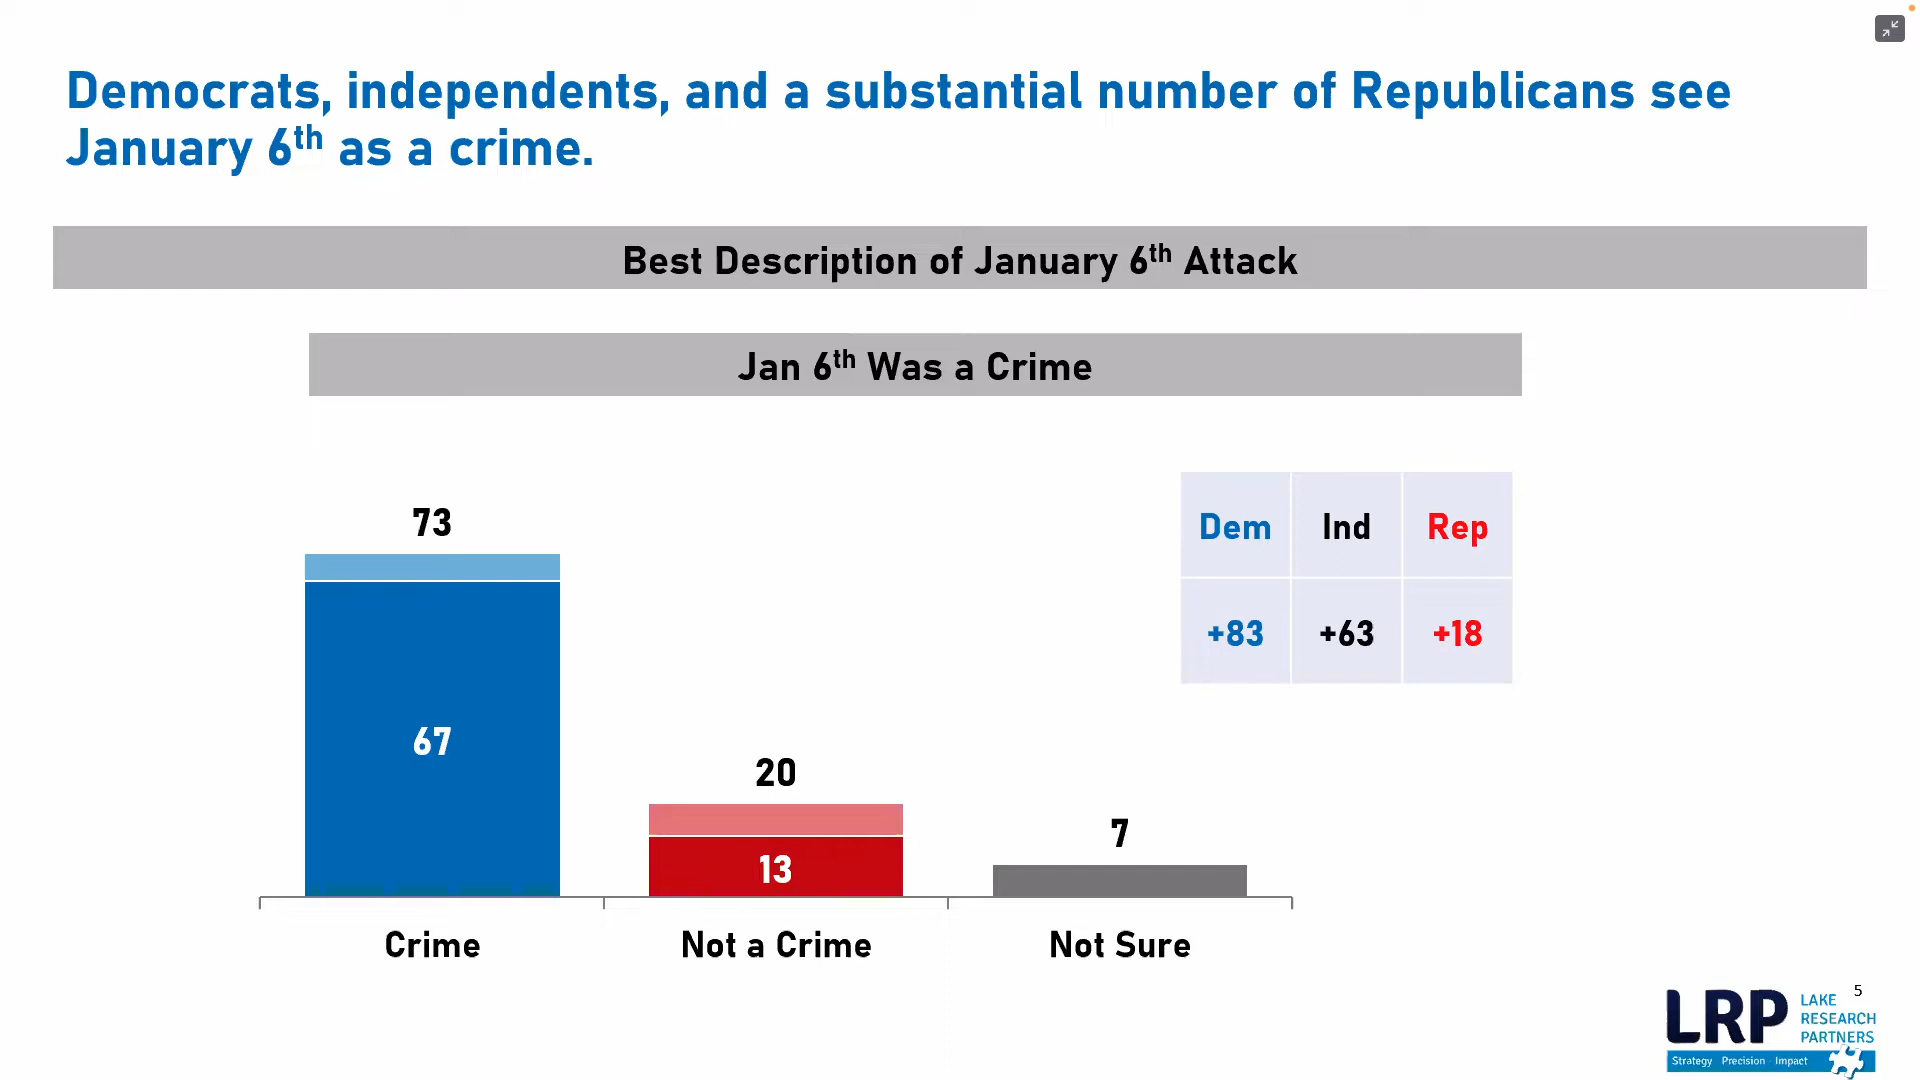 Democrats, independents, and a substantial number of Republicans see
January 6th as a crime.
Best Description of January 6th Attack
Jan 6th Was a Crime
73
67
20
13
7
Crime
Not a Crime
Not Sure
Dem Ind Rep
+83 +63 +18
5
LRP
LAKE
RESEARCH
PARTNERS
Strategy Precision Impact